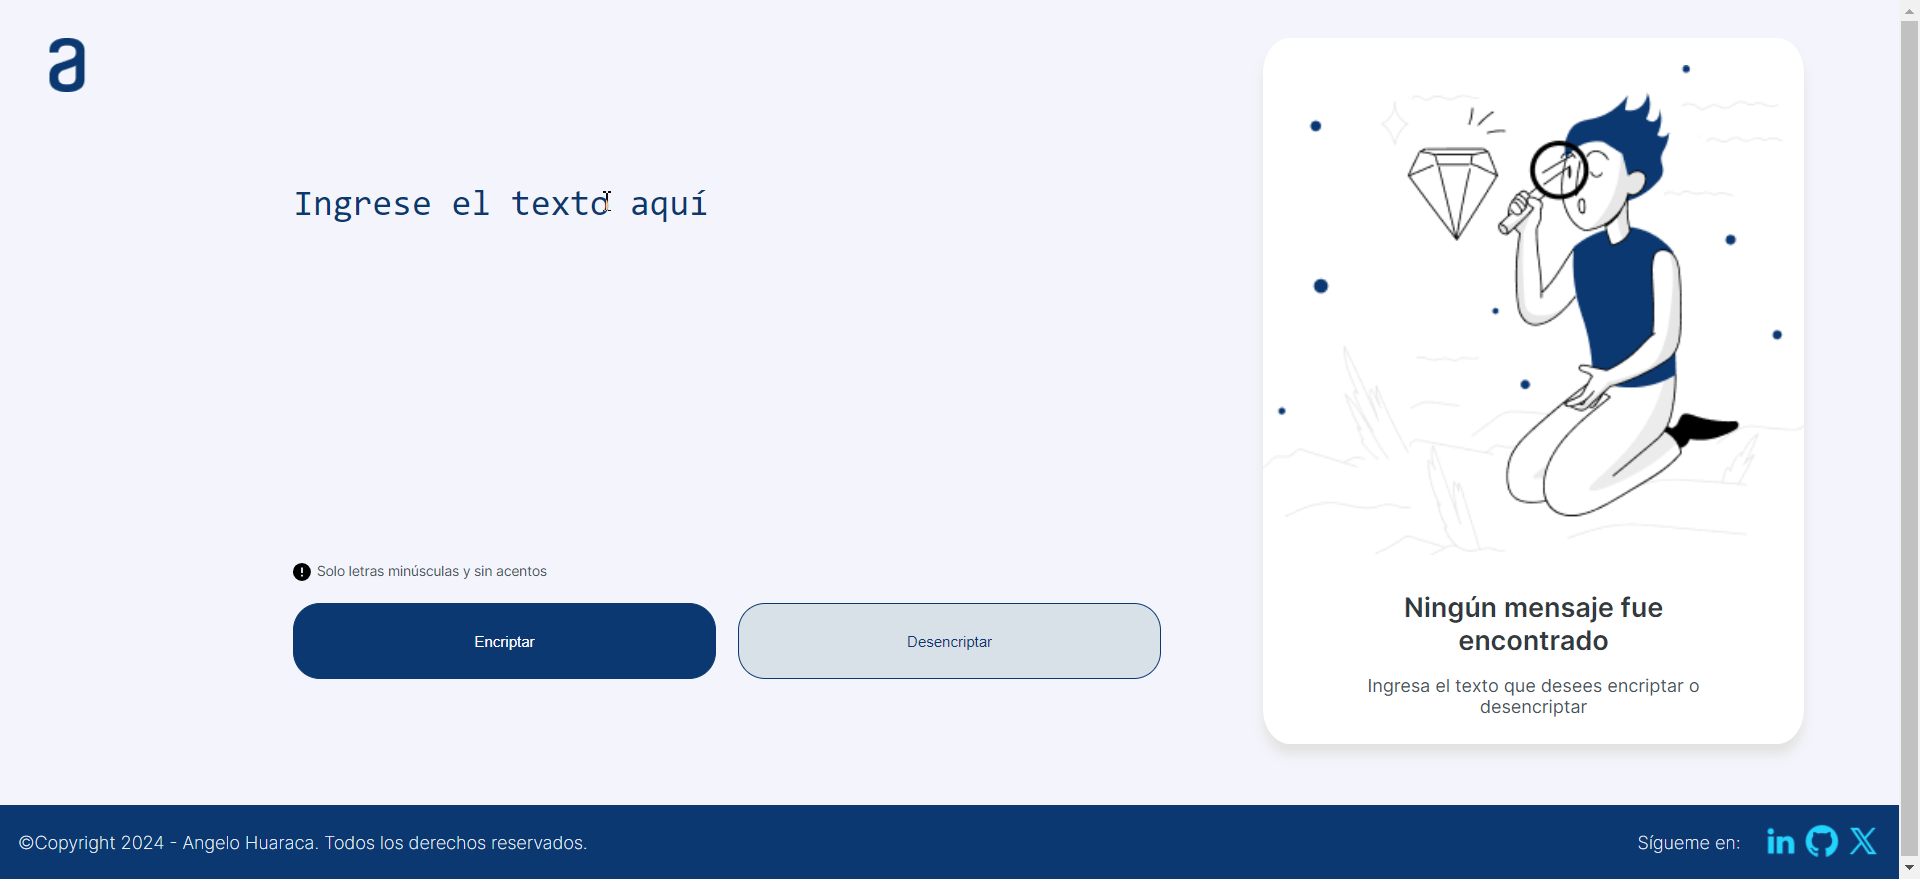 a
Ingrese el texto aquí
Solo letras minúsculas y sin acentos
Encriptar
Desencriptar
Ningún mensaje fue
encontrado
Ingresa el texto que desees encriptar o
desencriptar
©Copyright 2024 - Angelo Huaraca. Todos los derechos reservados.
Sígueme en: